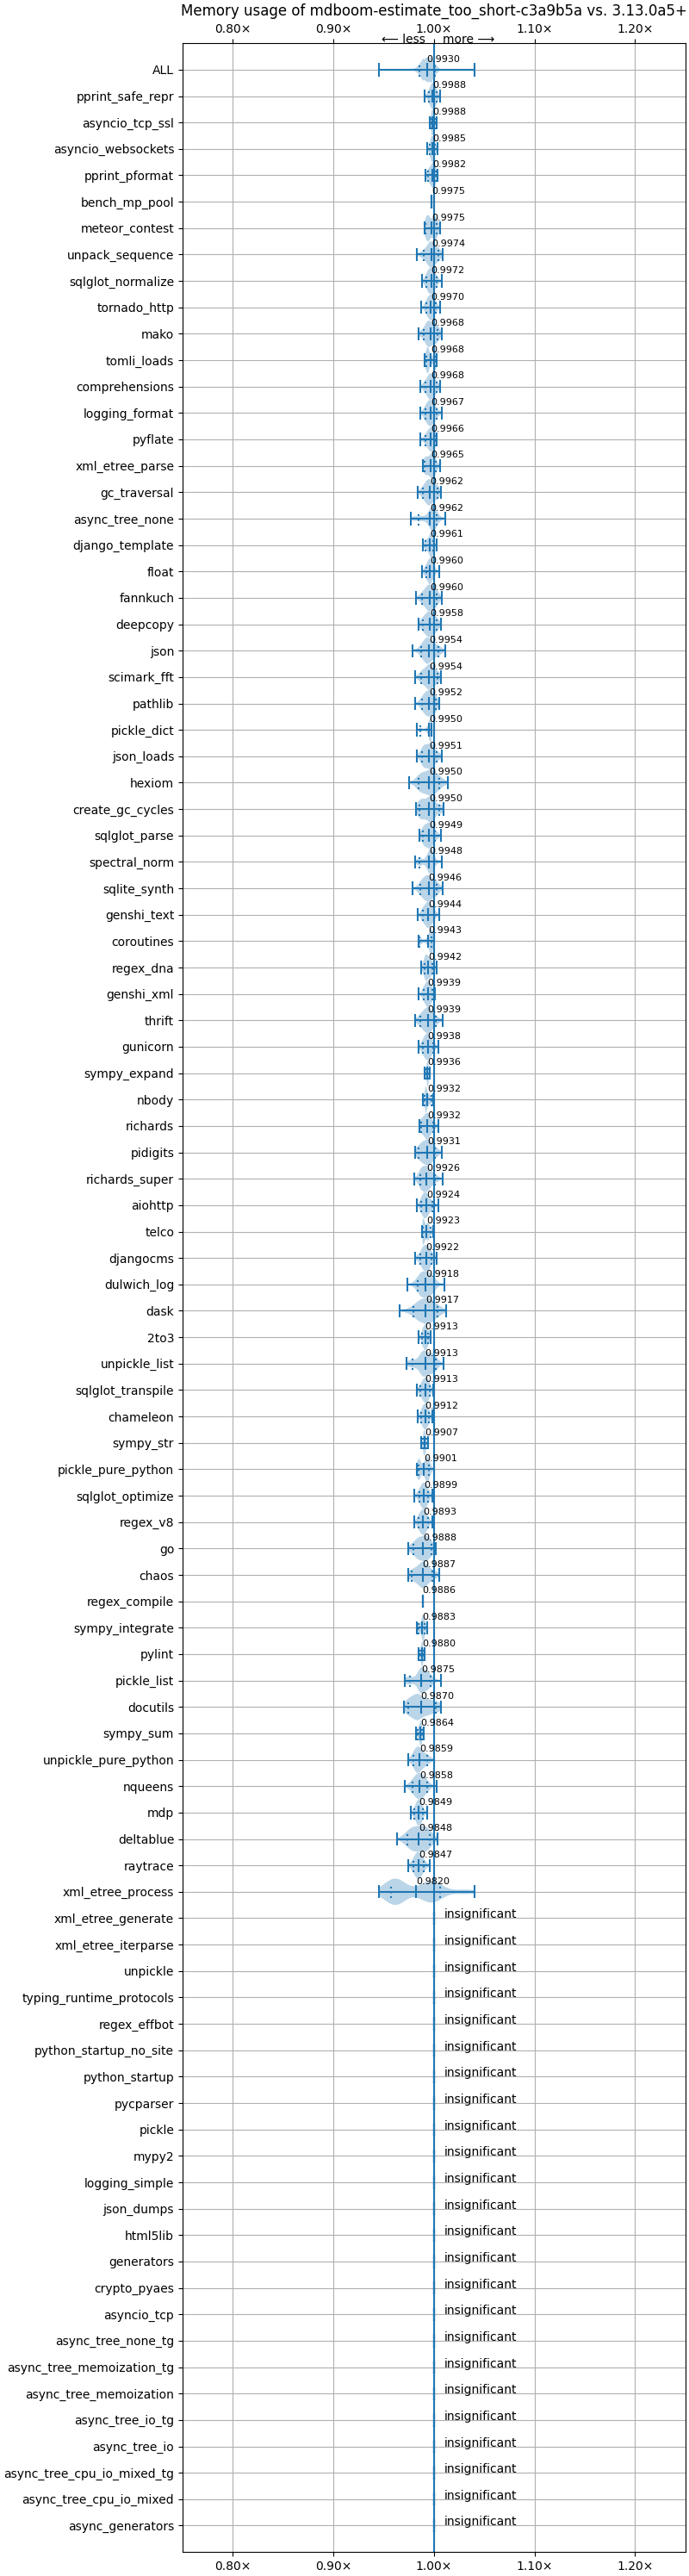 Memory usage of mdboom-estimate_too_short-c3a9b5a vs. 3.13.0a5+
0.80× 0.90× 1.00× 1.10× 1.20×
⟵ less more ⟶
ALL 0.9930
pprint_safe_repr 0.9988
asyncio_tcp_ssl 0.9988
asyncio_websockets 0.9985
pprint_pformat 0.9982
bench_mp_pool 0.9975
meteor_contest 0.9975
unpack_sequence 0.9974
sqlglot_normalize 0.9972
tornado_http 0.9970
mako 0.9968
tomli_loads 0.9968
comprehensions 0.9968
logging_format 0.9967
pyflate 0.9966
xml_etree_parse 0.9965
gc_traversal 0.9962
async_tree_none 0.9962
django_template 0.9961
float 0.9960
fannkuch 0.9960
deepcopy 0.9958
json 0.9954
scimark_fft 0.9954
pathlib 0.9952
pickle_dict 0.9950
json_loads 0.9951
hexiom 0.9950
create_gc_cycles 0.9950
sqlglot_parse 0.9949
spectral_norm 0.9948
sqlite_synth 0.9946
genshi_text 0.9944
coroutines 0.9943
regex_dna 0.9942
genshi_xml 0.9939
thrift 0.9939
gunicorn 0.9938
sympy_expand 0.9936
nbody 0.9932
richards 0.9932
pidigits 0.9931
richards_super 0.9926
aiohttp 0.9924
telco 0.9923
djangocms 0.9922
dulwich_log 0.9918
dask 0.9917
2to3 0.9913
unpickle_list 0.9913
sqlglot_transpile 0.9913
chameleon 0.9912
sympy_str 0.9907
pickle_pure_python 0.9901
sqlglot_optimize 0.9899
regex_v8 0.9893
go 0.9888
chaos 0.9887
regex_compile 0.9886
sympy_integrate 0.9883
pylint 0.9880
pickle_list 0.9875
docutils 0.9870
sympy_sum 0.9864
unpickle_pure_python 0.9859
nqueens 0.9858
mdp 0.9849
deltablue 0.9848
raytrace 0.9847
xml_etree_process 0.9820
xml_etree_generate insignificant
xml_etree_iterparse insignificant
unpickle insignificant
typing_runtime_protocols insignificant
regex_effbot insignificant
python_startup_no_site insignificant
python_startup insignificant
pycparser insignificant
pickle insignificant
mypy2 insignificant
logging_simple insignificant
json_dumps insignificant
html5lib insignificant
generators insignificant
crypto_pyaes insignificant
asyncio_tcp insignificant
async_tree_none_tg insignificant
async_tree_memoization_tg insignificant
async_tree_memoization insignificant
async_tree_io_tg insignificant
async_tree_io insignificant
async_tree_cpu_io_mixed_tg insignificant
async_tree_cpu_io_mixed insignificant
async_generators insignificant
0.80× 0.90× 1.00× 1.10× 1.20×